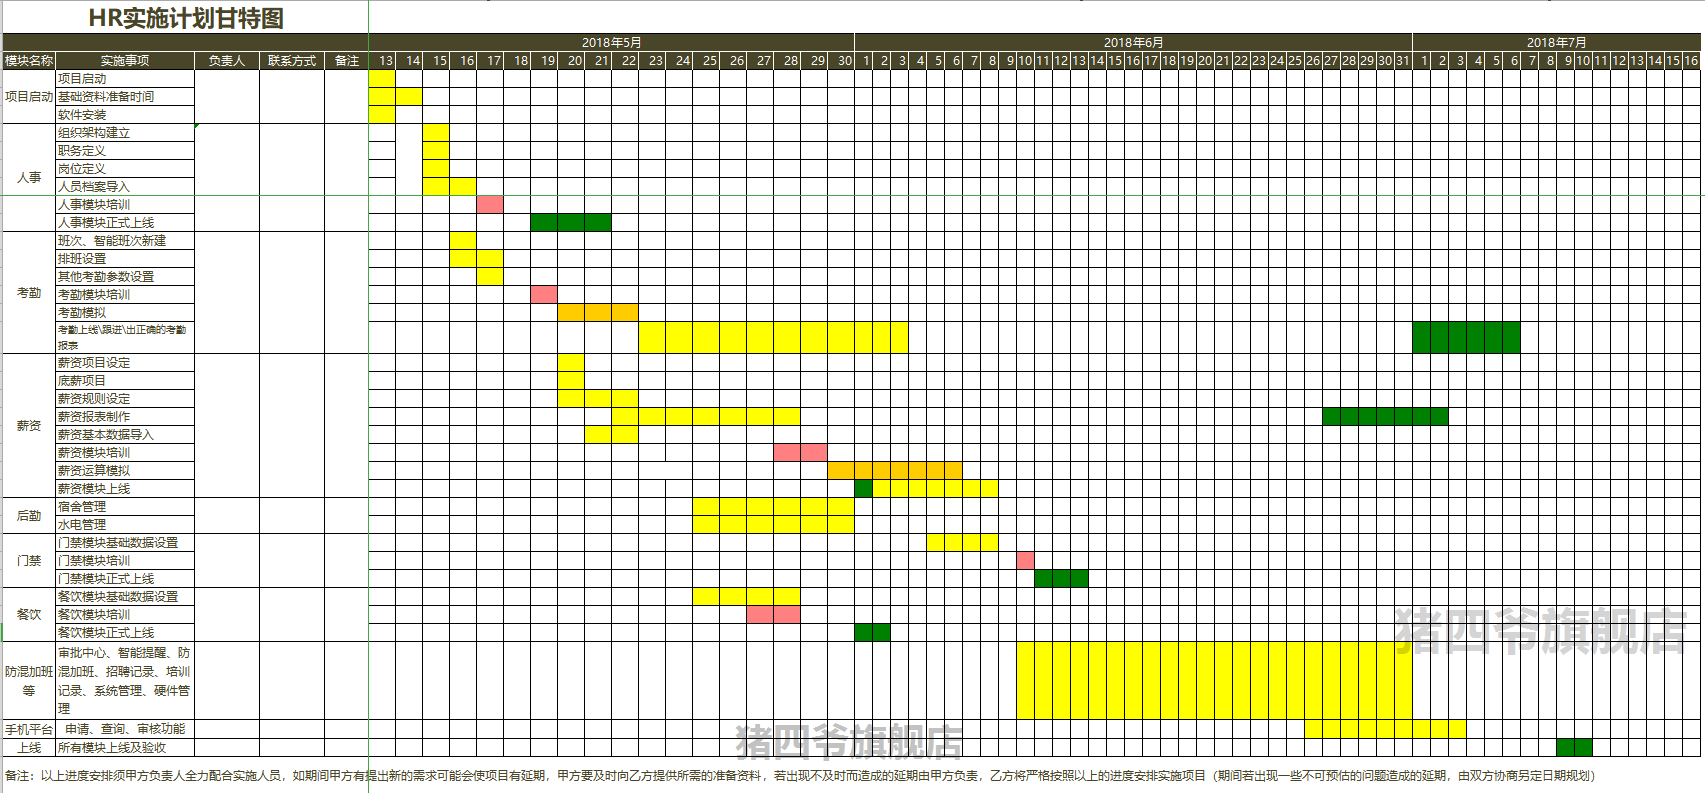 HR实施计划甘特图
2018年5月 2018年6月 2018年7月
模块名称 实施事项 负责人 联系方式 备注 13 14 15 16 17 18 19 20 21 22 23 24 25 26 27 28 29 30 1 2 3 4 5 6 7 8 9 10 11 12 13 14 15 16 17 18 19 20 21 22 23 24 25 26 27 28 29 30 31 1 2 3 4 5 6 7 8 9 10 11 12 13 14 15 16
项目启动
项目启动
基础资料准备时间
软件安装
人事
组织架构建立
职务定义
岗位定义
人员档案导入
人事模块培训
人事模块正式上线
考勤
班次、智能班次新建
排班设置
其他考勤参数设置
考勤模块培训
考勤模拟
考勤上线\跟进\出正确的考勤
报表
薪资
薪资项目设定
底薪项目
薪资规则设定
薪资报表制作
薪资基本数据导入
薪资模块培训
薪资运算模拟
薪资模块上线
后勤
宿舍管理
水电管理
门禁
门禁模块基础数据设置
门禁模块培训
门禁模块正式上线
餐饮
餐饮模块基础数据设置
餐饮模块培训
餐饮模块正式上线
猪四爷旗舰店
防混加班
等
审批中心、智能提醒、防
混加班、招聘记录、培训
记录、系统管理、硬件管
理
手机平台 申请、查询、审核功能
上线 所有模块上线及验收
猪四爷旗舰店
备注：以上进度安排须甲方负责人全力配合实施人员，如期间甲方有提出新的需求可能会使项目有延期，甲方要及时向乙方提供所需的准备资料，若出现不及时而造成的延期由甲方负责，乙方将严格按照以上的进度安排实施项目（期间若出现一些不可预估的问题造成的延期，由双方协商另定日期规划）